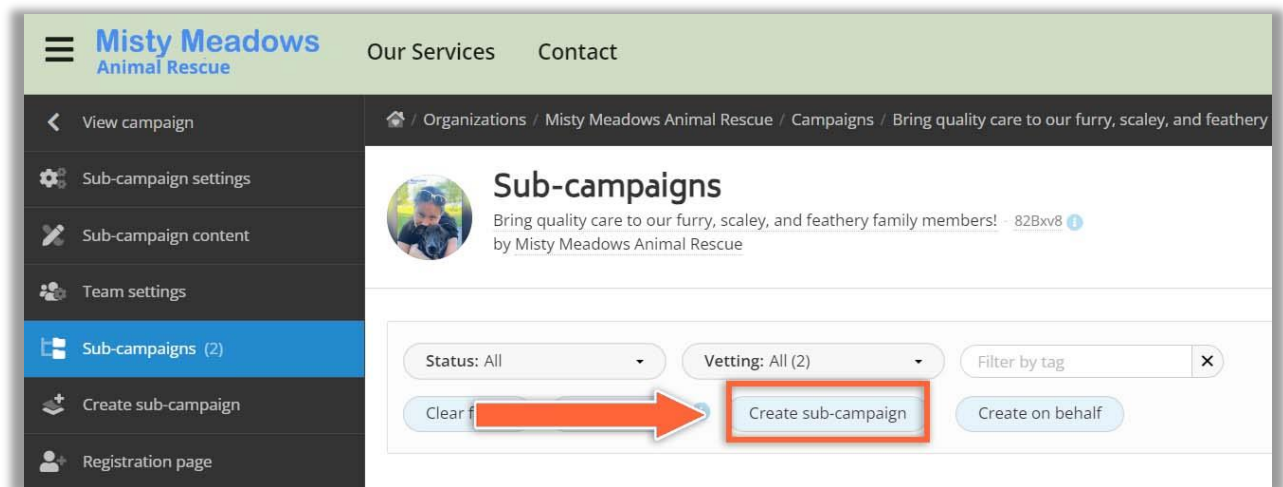 Misty Meadows
Animal Rescue
Our Services Contact
View campaign
/ Organizations / Misty Meadows Animal Rescue / Campaigns / Bring quality care to our furry, scaley, and feathery
Sub-campaign settings
Sub-campaigns
Bring quality care to our furry, scaley, and feathery family members! · 82Bxv8
by Misty Meadows Animal Rescue
Sub-campaign content
Team settings
Sub-campaigns (2)
Status: All Vetting: All (2) Filter by tag
Create sub-campaign
Clear Create sub-campaign Create on behalf
Registration page